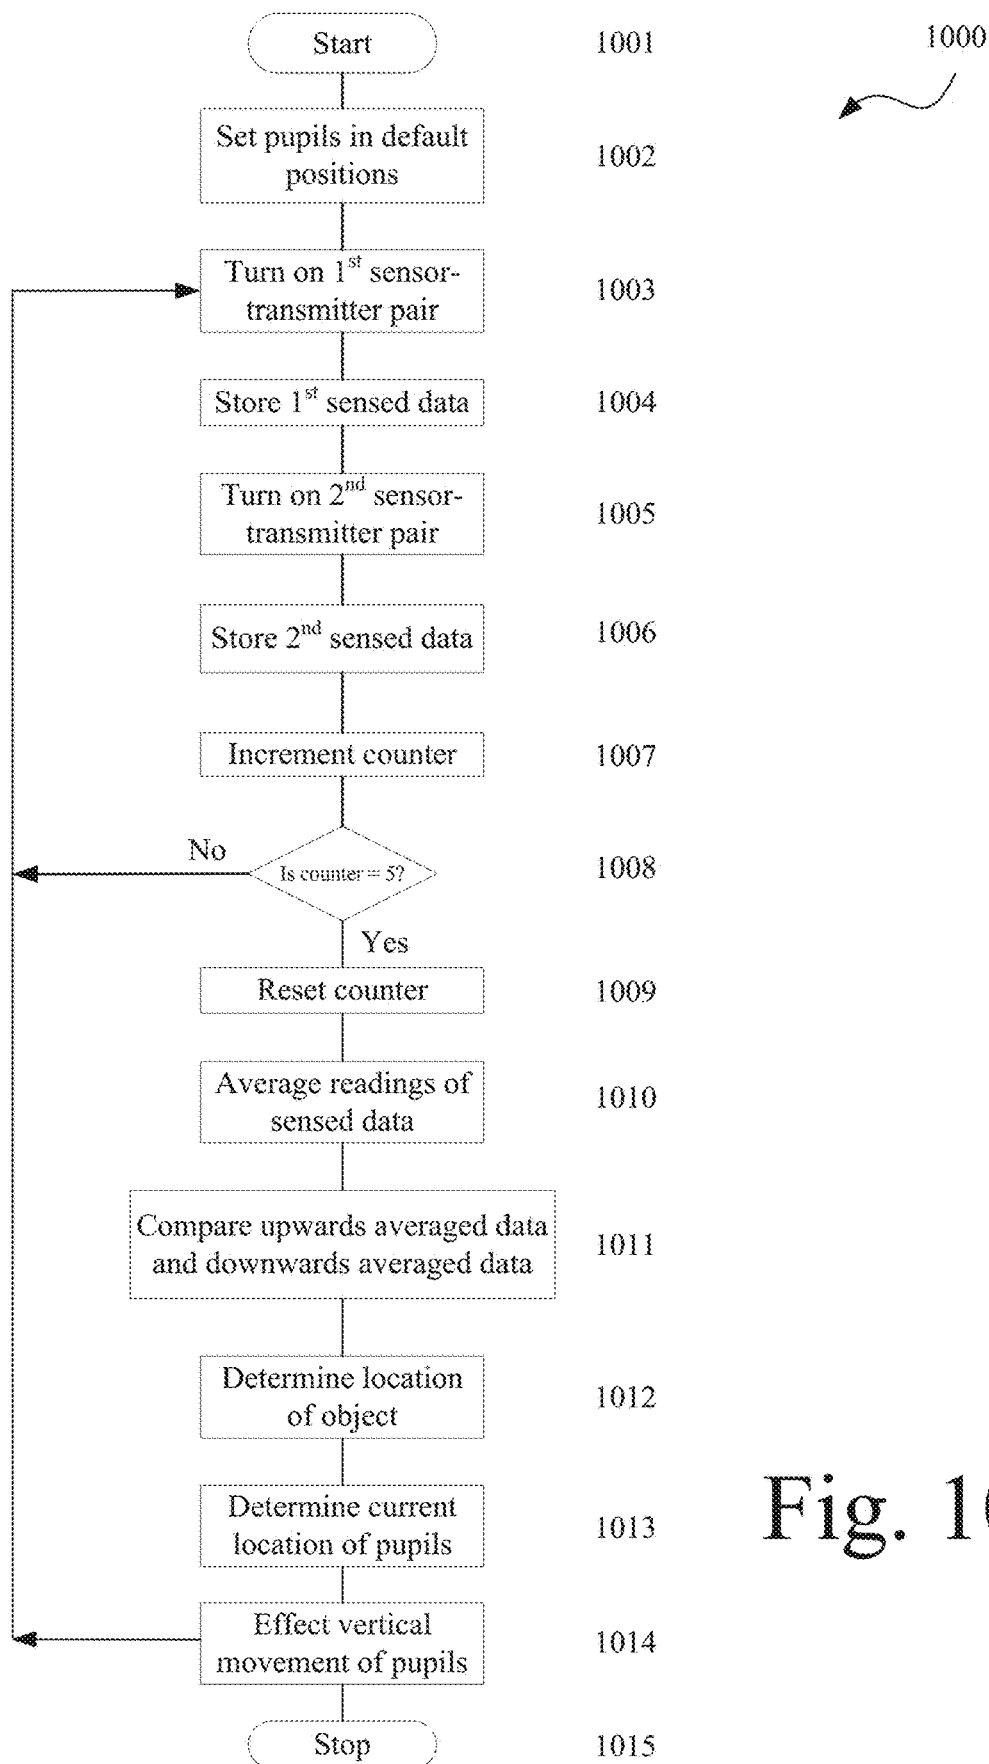 Start 1001 1000
Set pupils in default 1002
positions
Turn on 1st sensor- 1003
transmitter pair
Store 1st sensed data 1004
Turn on 2nd sensor- 1005
transmitter pair
Store 2nd sensed data 1006
Increment counter 1007
No
Is counter = 5? 1008
Yes
Reset counter 1009
Average readings of 1010
sensed data
Compare upwards averaged data 1011
and downwards averaged data
Determine location 1012
of object
Determine current 1013
location of pupils
Fig. 10
Effect vertical 1014
movement of pupils
Stop 1015